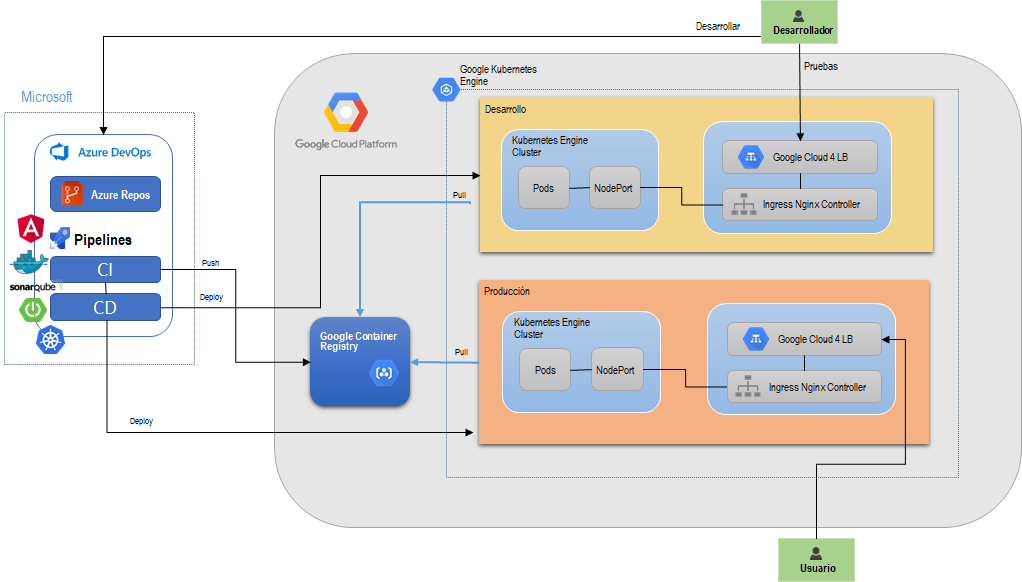 Desarrollador
Desarrollar
Pruebas
Microsoft
Azure DevOps
Azure Repos
Pipelines
CI
CD
sonarqube
Push
Deploy
Deploy
Google Cloud Platform
Google Kubernetes
Engine
Desarrollo
Kubernetes Engine
Cluster
Pods
NodePort
Google Cloud 4 LB
Ingress Nginx Controller
Pull
Google Container
Registry
Pull
Producción
Kubernetes Engine
Cluster
Pods
NodePort
Google Cloud 4 LB
Ingress Nginx Controller
Usuario